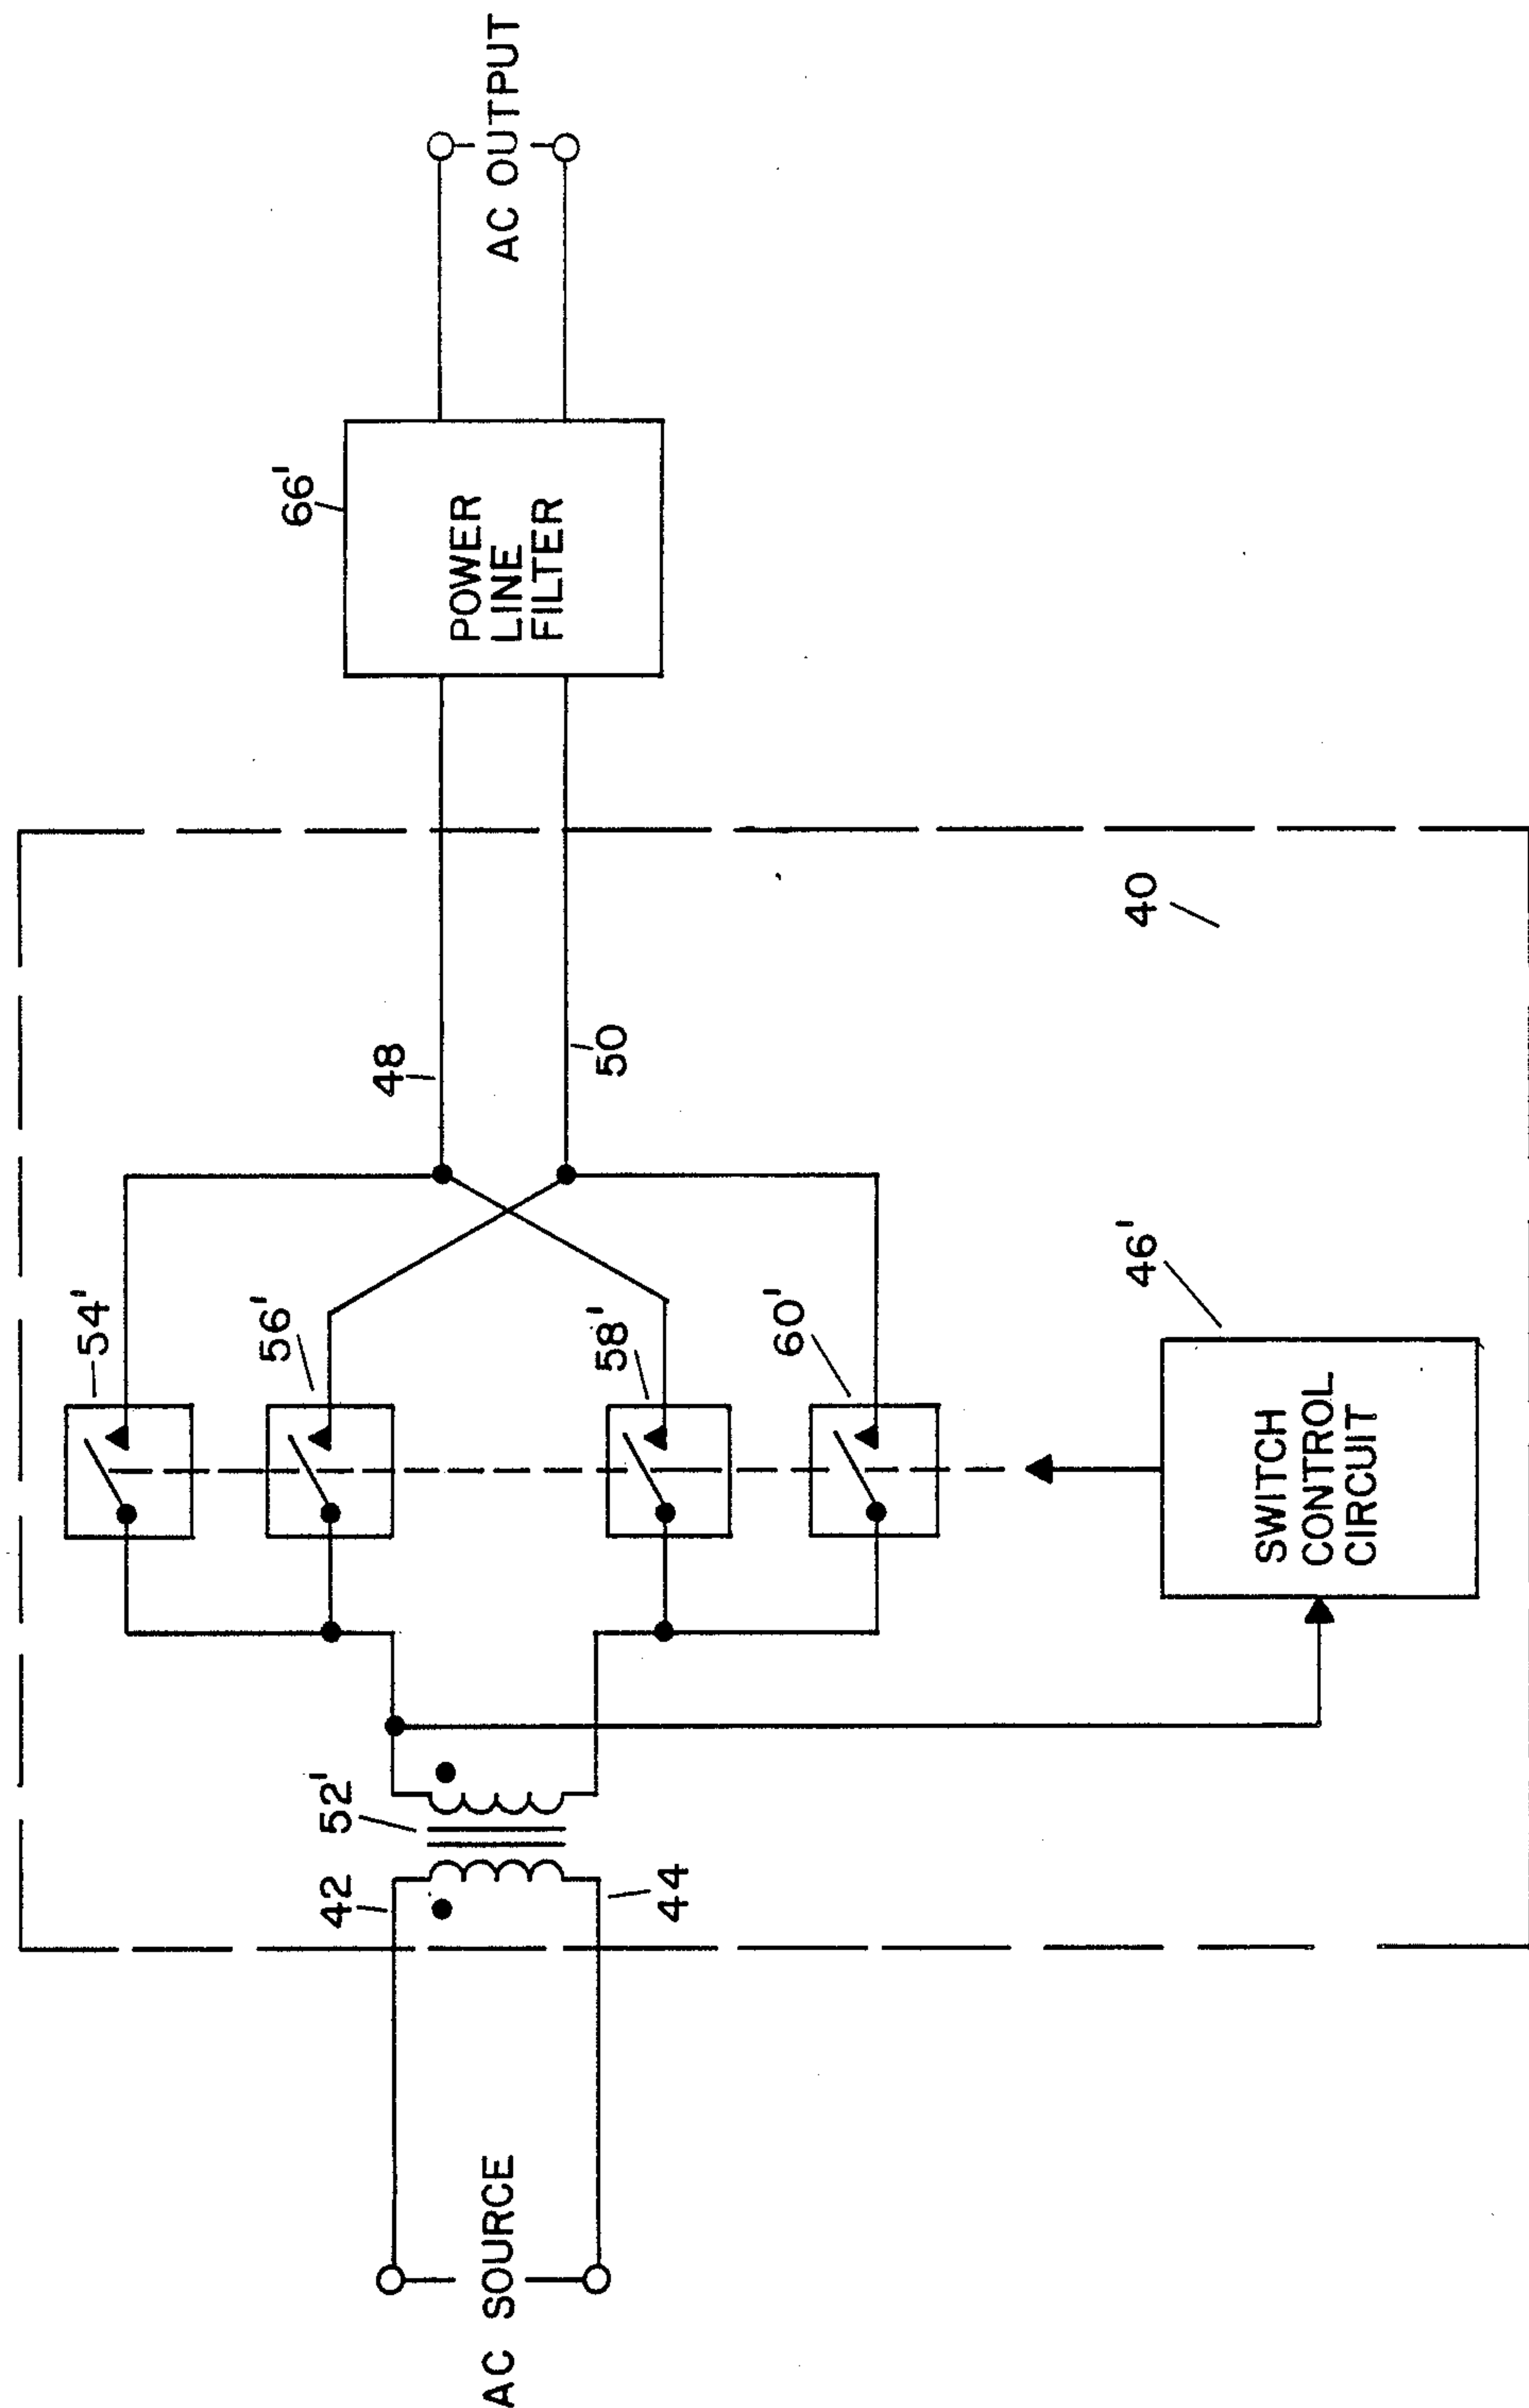 AC SOURCE
42
44
52'
54'
56'
58'
60'
SWITCH
CONTROL
CIRCUIT
46'
48
50
40
66'
POWER
LINE
FILTER
AC OUTPUT